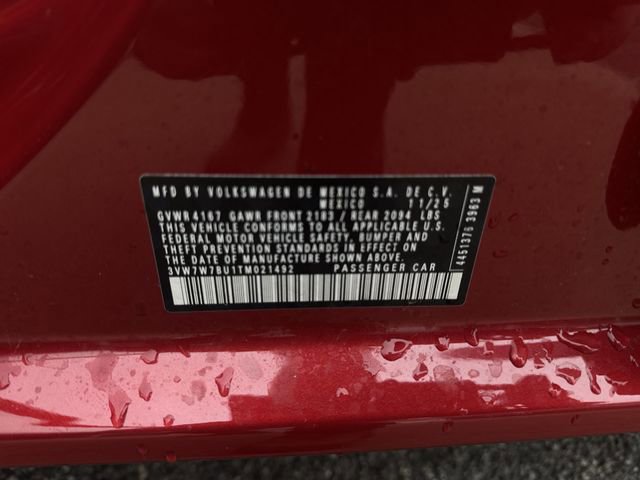 MFD BY VOLKSWAGEN DE MEXICO S.A. DE C.V.
MEXICO 11/25
GVWR 4167 GAWR FRONT 2183 / REAR 2094 LBS
THIS VEHICLE CONFORMS TO ALL APPLICABLE U.S.
FEDERAL MOTOR VEHICLE SAFETY, BUMPER, AND
THEFT PREVENTION STANDARDS IN EFFECT ON
THE DATE OF MANUFACTURE SHOWN ABOVE.
3VW7W7BU1TM021492 PASSENGER CAR
4451376 3963 M